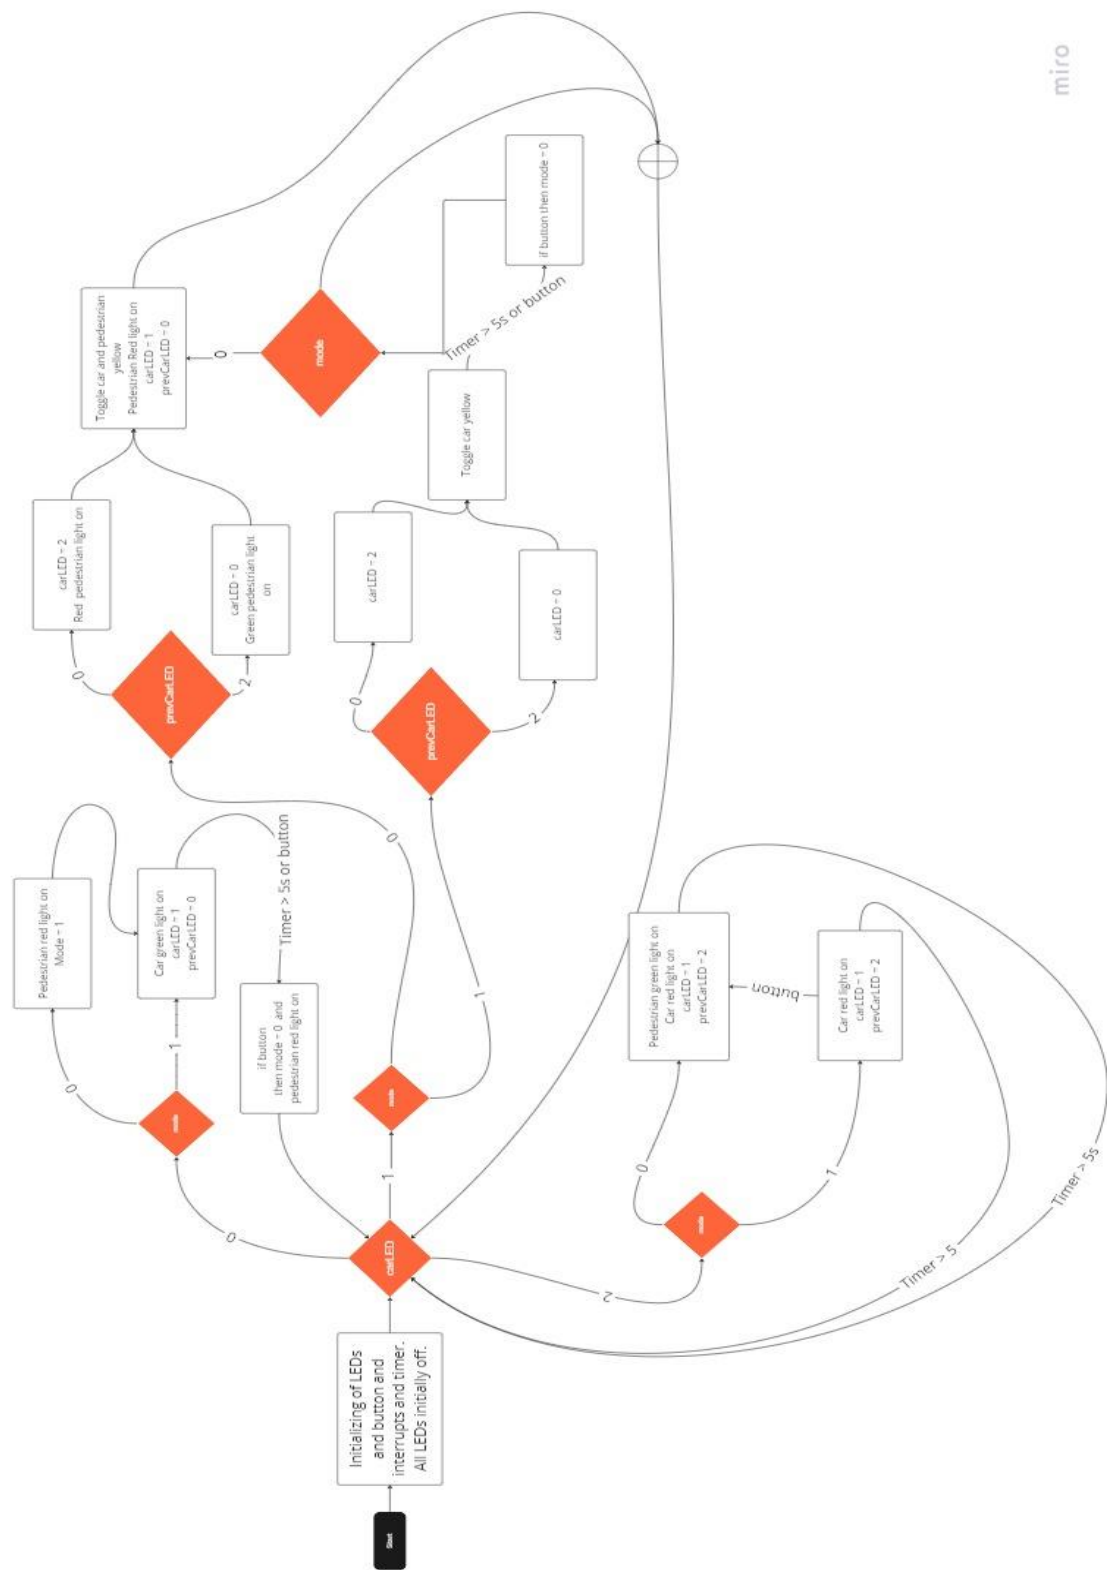 Start
Initializing of LEDs
and button and
interrupts and timer.
All LEDs initially off.
carLED
0
1
2
mode
0
1
Pedestrian red light on
Mode = 1
Car green light on
carLED = 1
prevCarLED = 0
Timer > 5s or button
if button
then mode = 0 and
pedestrian red light on
mode
0
1
prevCarLED
0
2
carLED = 2
Red pedestrian light on
carLED = 0
Green pedestrian light
on
Toggle car and pedestrian
yellow
Pedestrian Red light on
carLED = 1
prevCarLED = 0
prevCarLED
0
2
carLED = 2
carLED = 0
Toggle car yellow
Timer > 5s or button
if button then mode = 0
mode
0
mode
0
1
Pedestrian green light on
Car red light on
carLED = 1
prevCarLED = 2
button
Car red light on
carLED = 1
prevCarLED = 2
Timer > 5
Timer > 5s
miro